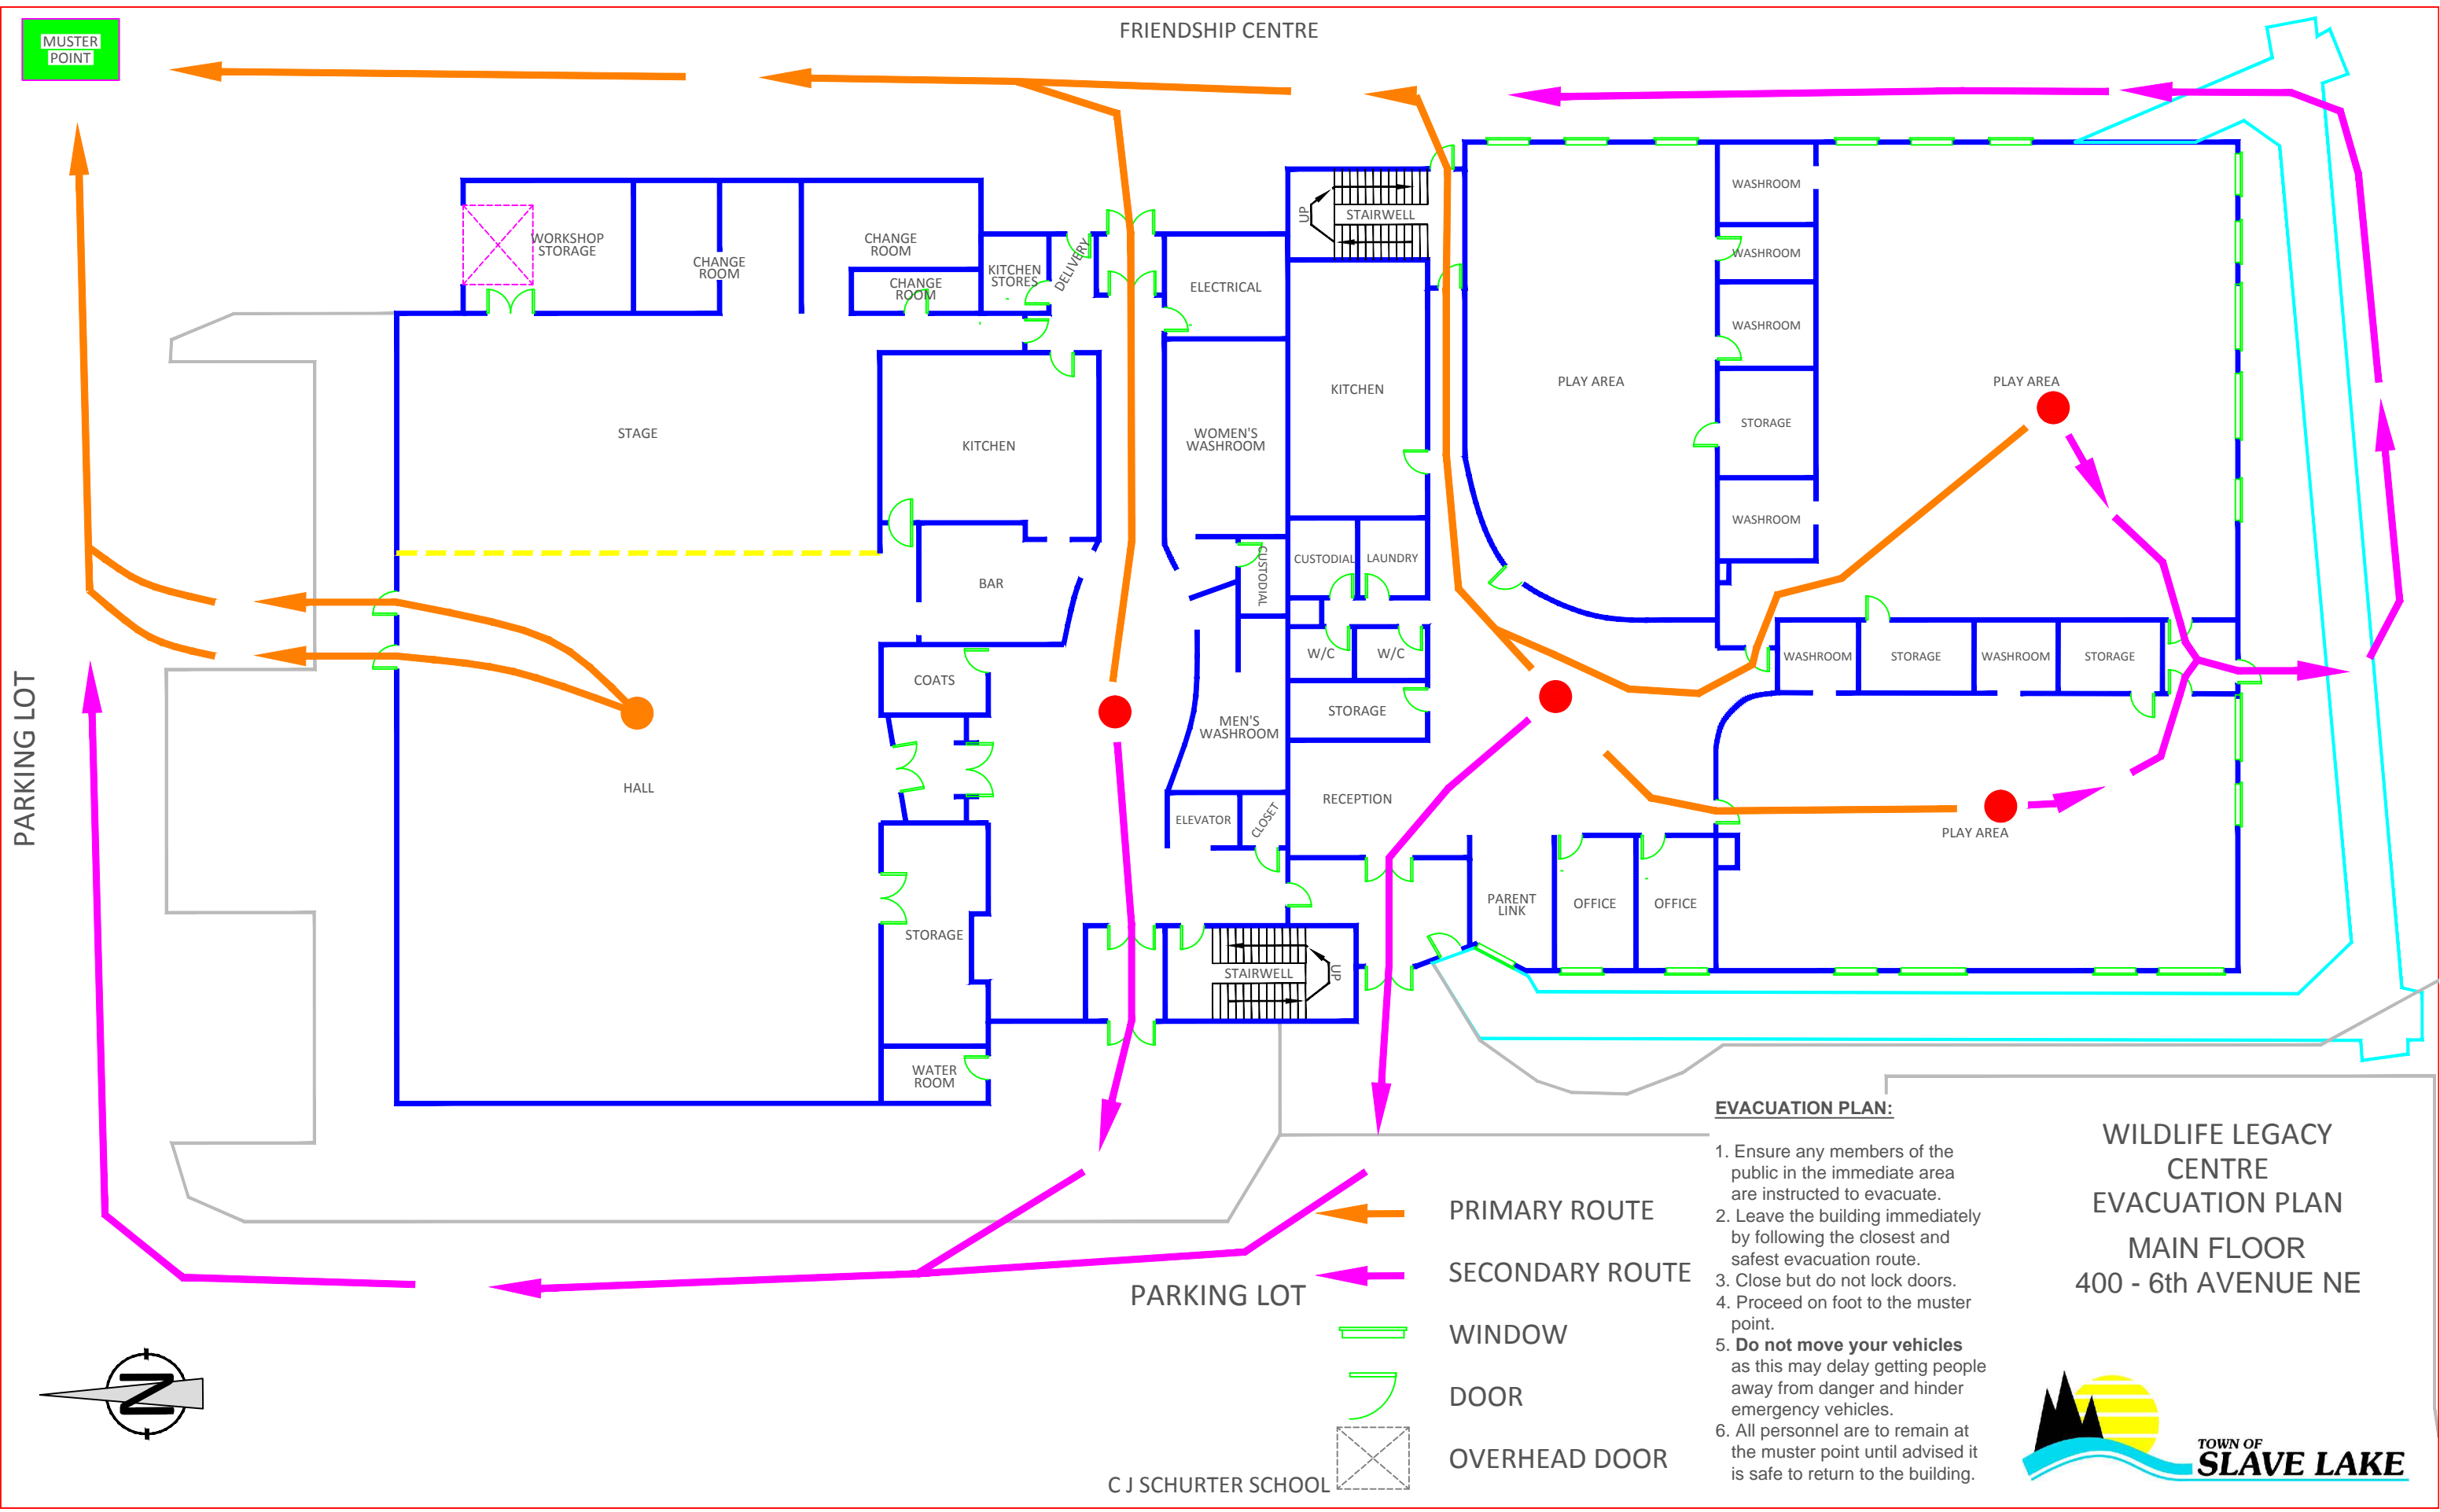 FRIENDSHIP CENTRE
MUSTER
POINT
WASHROOM
UP
STAIRWELL
WORKSHOP
STORAGE
CHANGE
ROOM
CHANGE
ROOM
CHANGE
ROOM
KITCHEN
STORES
DELIVERY
ELECTRICAL
WASHROOM
WASHROOM
KITCHEN
PLAY AREA
PLAY AREA
STORAGE
STAGE
KITCHEN
WOMEN'S
WASHROOM
WASHROOM
BAR
CUSTODIAL
CUSTODIAL
LAUNDRY
W/C
W/C
WASHROOM
STORAGE
WASHROOM
STORAGE
COATS
STORAGE
MEN'S
WASHROOM
PARKING LOT
HALL
RECEPTION
ELEVATOR
CLOSET
PLAY AREA
PARENT
LINK
OFFICE
OFFICE
STORAGE
STAIRWELL
UP
WATER
ROOM
PRIMARY ROUTE
SECONDARY ROUTE
PARKING LOT
WINDOW
DOOR
OVERHEAD DOOR
C J SCHURTER SCHOOL
N
EVACUATION PLAN:
1. Ensure any members of the
public in the immediate area
are instructed to evacuate.
2. Leave the building immediately
by following the closest and
safest evacuation route.
3. Close but do not lock doors.
4. Proceed on foot to the muster
point.
5. Do not move your vehicles
as this may delay getting people
away from danger and hinder
emergency vehicles.
6. All personnel are to remain at
the muster point until advised it
is safe to return to the building.
WILDLIFE LEGACY
CENTRE
EVACUATION PLAN
MAIN FLOOR
400 - 6th AVENUE NE
TOWN OF
SLAVE LAKE